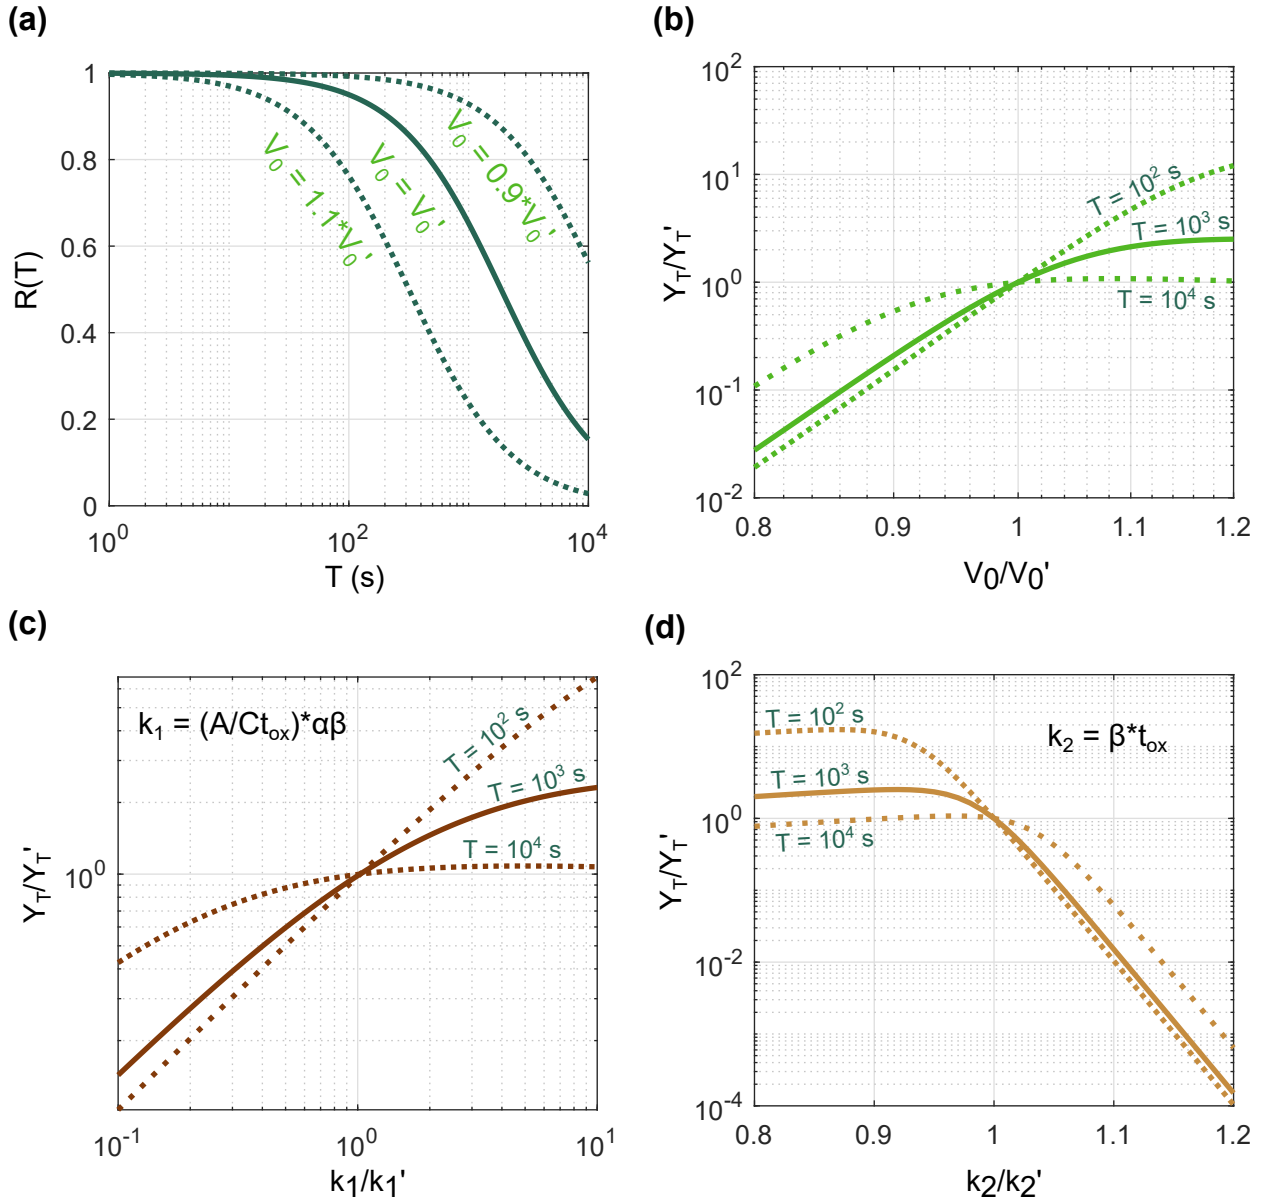 (a)
1
0.8
0.6
0.4
0.2
0
R(T)
V₀ = 1.1*V₀'
V₀ = V₀'
V₀ = 0.9*V₀'
10⁰ 10² 10⁴
T (s)
(b)
10²
10¹
10⁰
10⁻¹
10⁻²
Y_T/Y_T'
T = 10² s
T = 10³ s
T = 10⁴ s
0.8 0.9 1 1.1 1.2
V₀/V₀'
(c)
k₁ = (A/Ct_ox)*αβ
T = 10² s
T = 10³ s
T = 10⁴ s
10⁰
Y_T/Y_T'
10⁻¹ 10⁰ 10¹
k₁/k₁'
(d)
10²
10⁰
10⁻²
10⁻⁴
Y_T/Y_T'
T = 10² s
T = 10³ s
T = 10⁴ s
k₂ = β*t_ox
0.8 0.9 1 1.1 1.2
k₂/k₂'